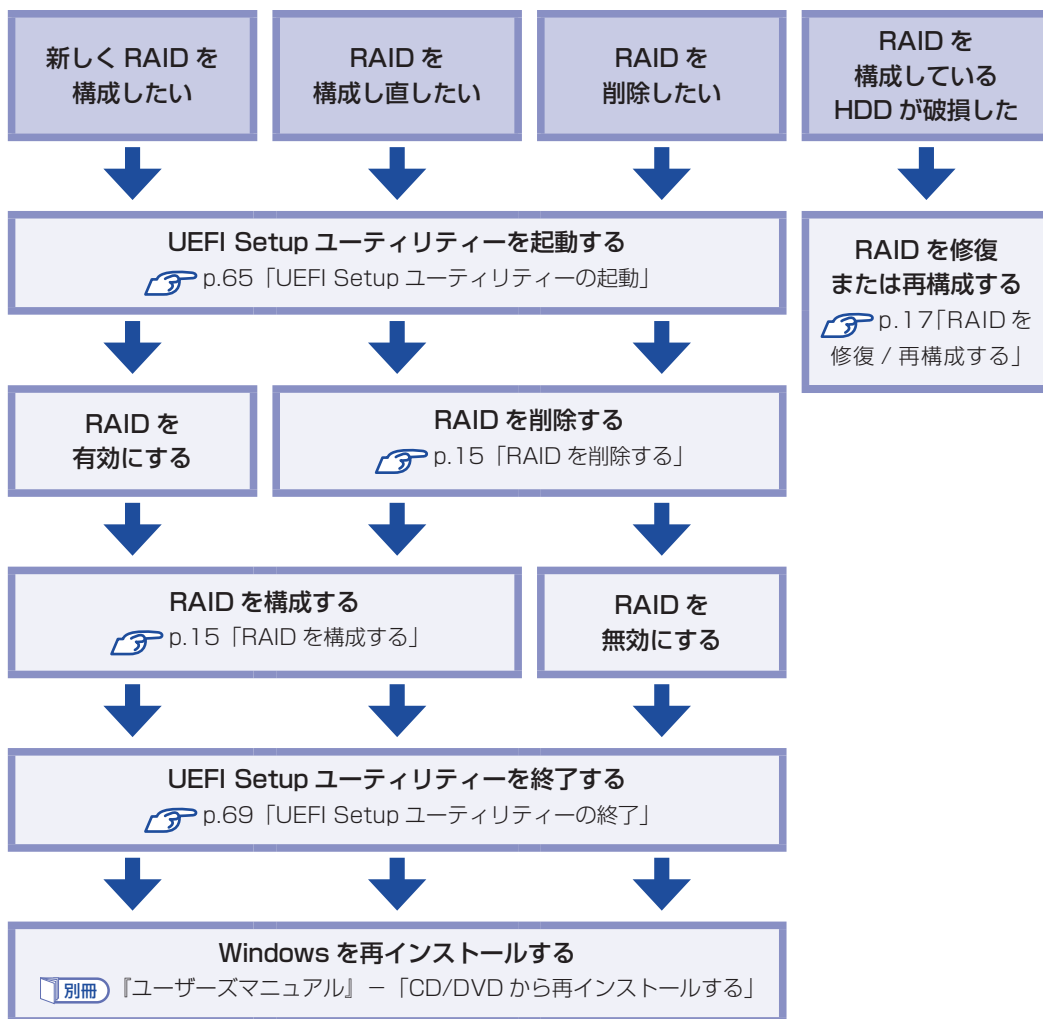 新しく RAID を
構成したい
RAID を
構成し直したい
RAID を
削除したい
RAID を
構成している
HDD が破損した
UEFI Setup ユーティリティーを起動する
p.65「UEFI Setup ユーティリティーの起動」
RAID を修復
または再構成する
p.17「RAID を
修復 / 再構成する」
RAID を
有効にする
RAID を削除する
p.15「RAID を削除する」
RAID を構成する
p.15「RAID を構成する」
RAID を
無効にする
UEFI Setup ユーティリティーを終了する
p.69「UEFI Setup ユーティリティーの終了」
Windows を再インストールする
別冊 『ユーザーズマニュアル』－「CD/DVD から再インストールする」